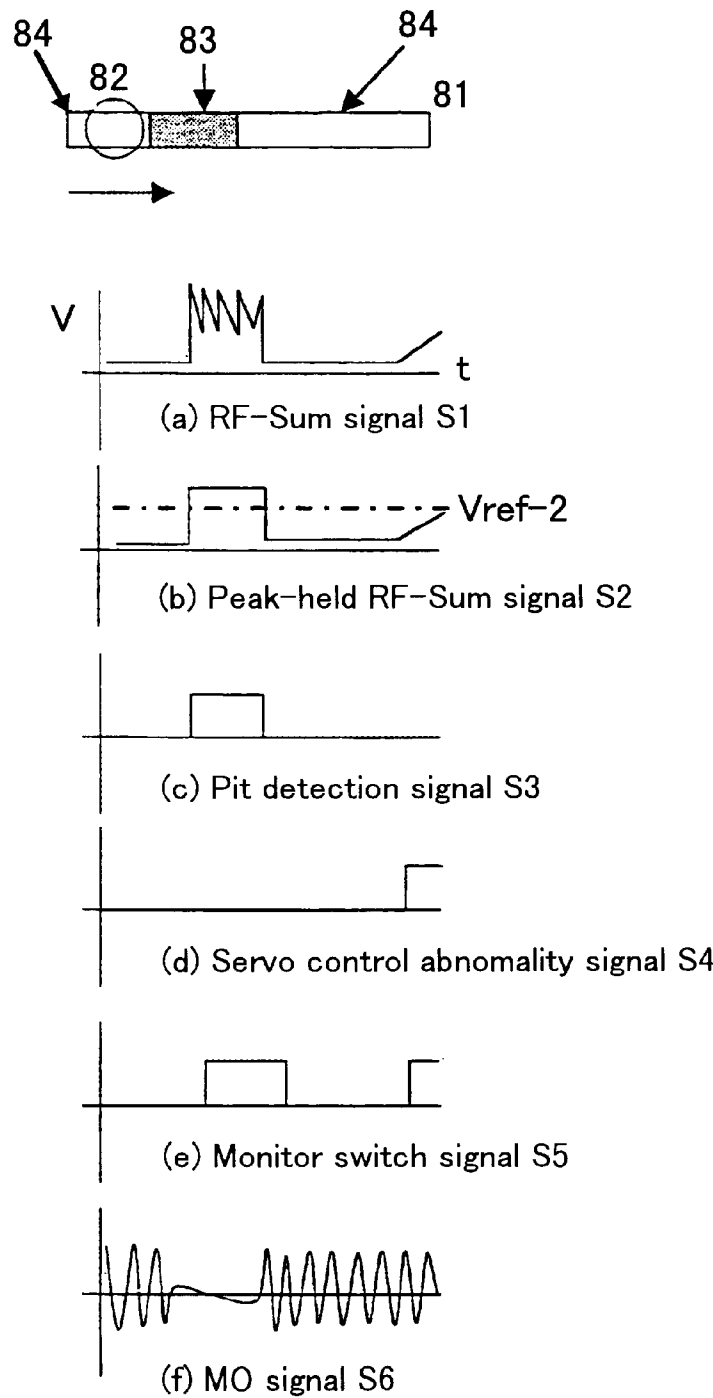 84
83
84
82
81
V
t
(a) RF-Sum signal S1
Vref-2
(b) Peak-held RF-Sum signal S2
(c) Pit detection signal S3
(d) Servo control abnomality signal S4
(e) Monitor switch signal S5
(f) MO signal S6